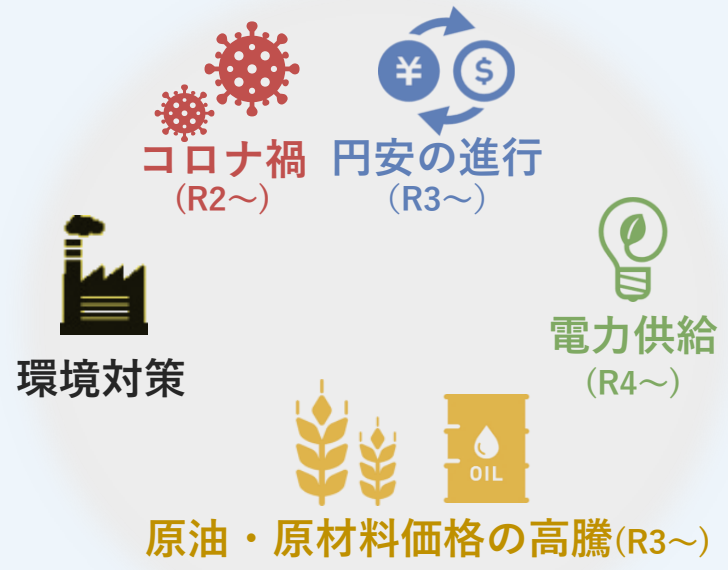 ¥ $
コロナ禍
(R2～)
円安の進行
(R3～)
電力供給
(R4～)
環境対策
OIL
原油・原材料価格の高騰(R3～)